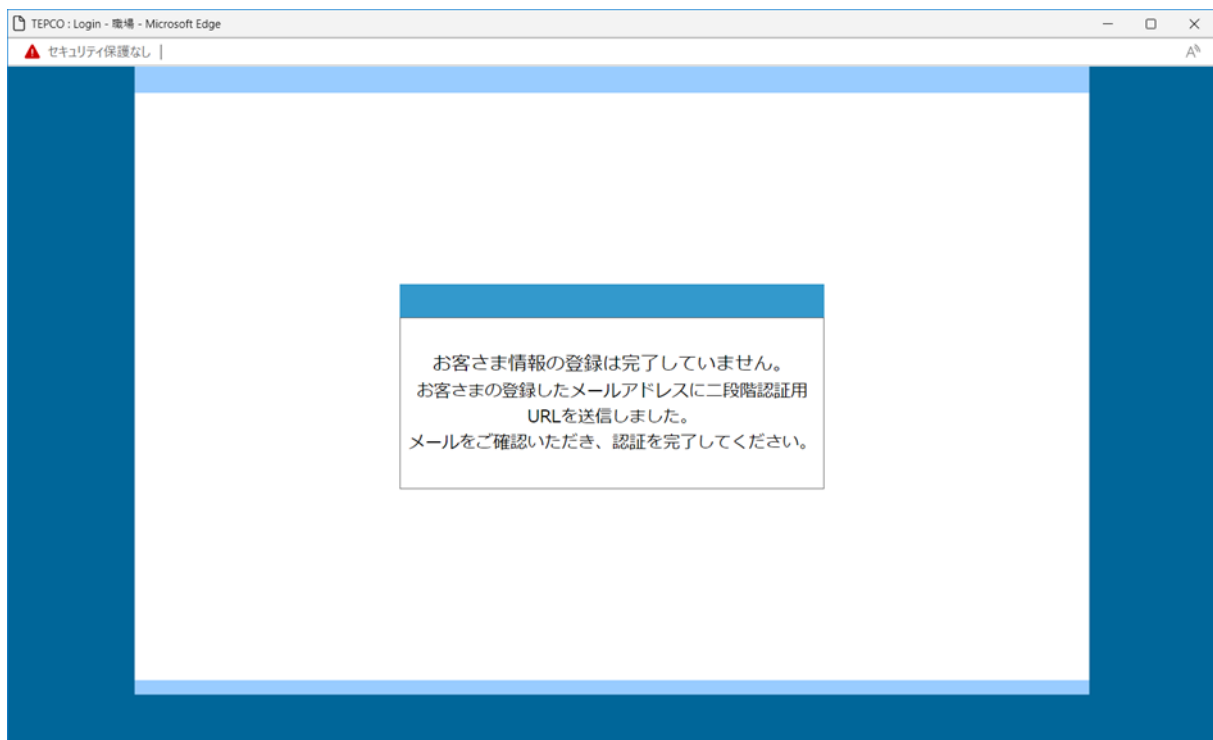 TEPCO : Login - 職場 - Microsoft Edge
セキュリティ保護なし
お客さま情報の登録は完了していません。
お客さまの登録したメールアドレスに二段階認証用
URLを送信しました。
メールをご確認いただき、認証を完了してください。